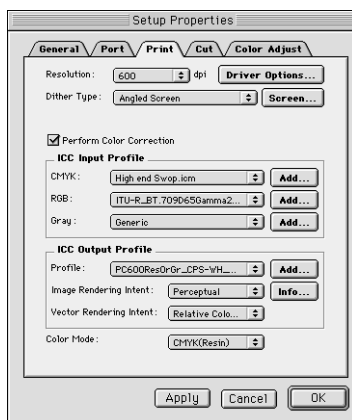 Setup Properties
General Port Print Cut Color Adjust
Resolution: 600 dpi Driver Options...
Dither Type: Angled Screen Screen...
Perform Color Correction
ICC Input Profile
CMYK: High end Swop.icm Add...
RGB: ITU-R_BT.709D65Gamma2... Add...
Gray: Generic Add...
ICC Output Profile
Profile: PC600ResOrGr_CPS-WH_... Add...
Image Rendering Intent: Perceptual Info...
Vector Rendering Intent: Relative Colo...
Color Mode: CMYK(Resin)
Apply Cancel OK